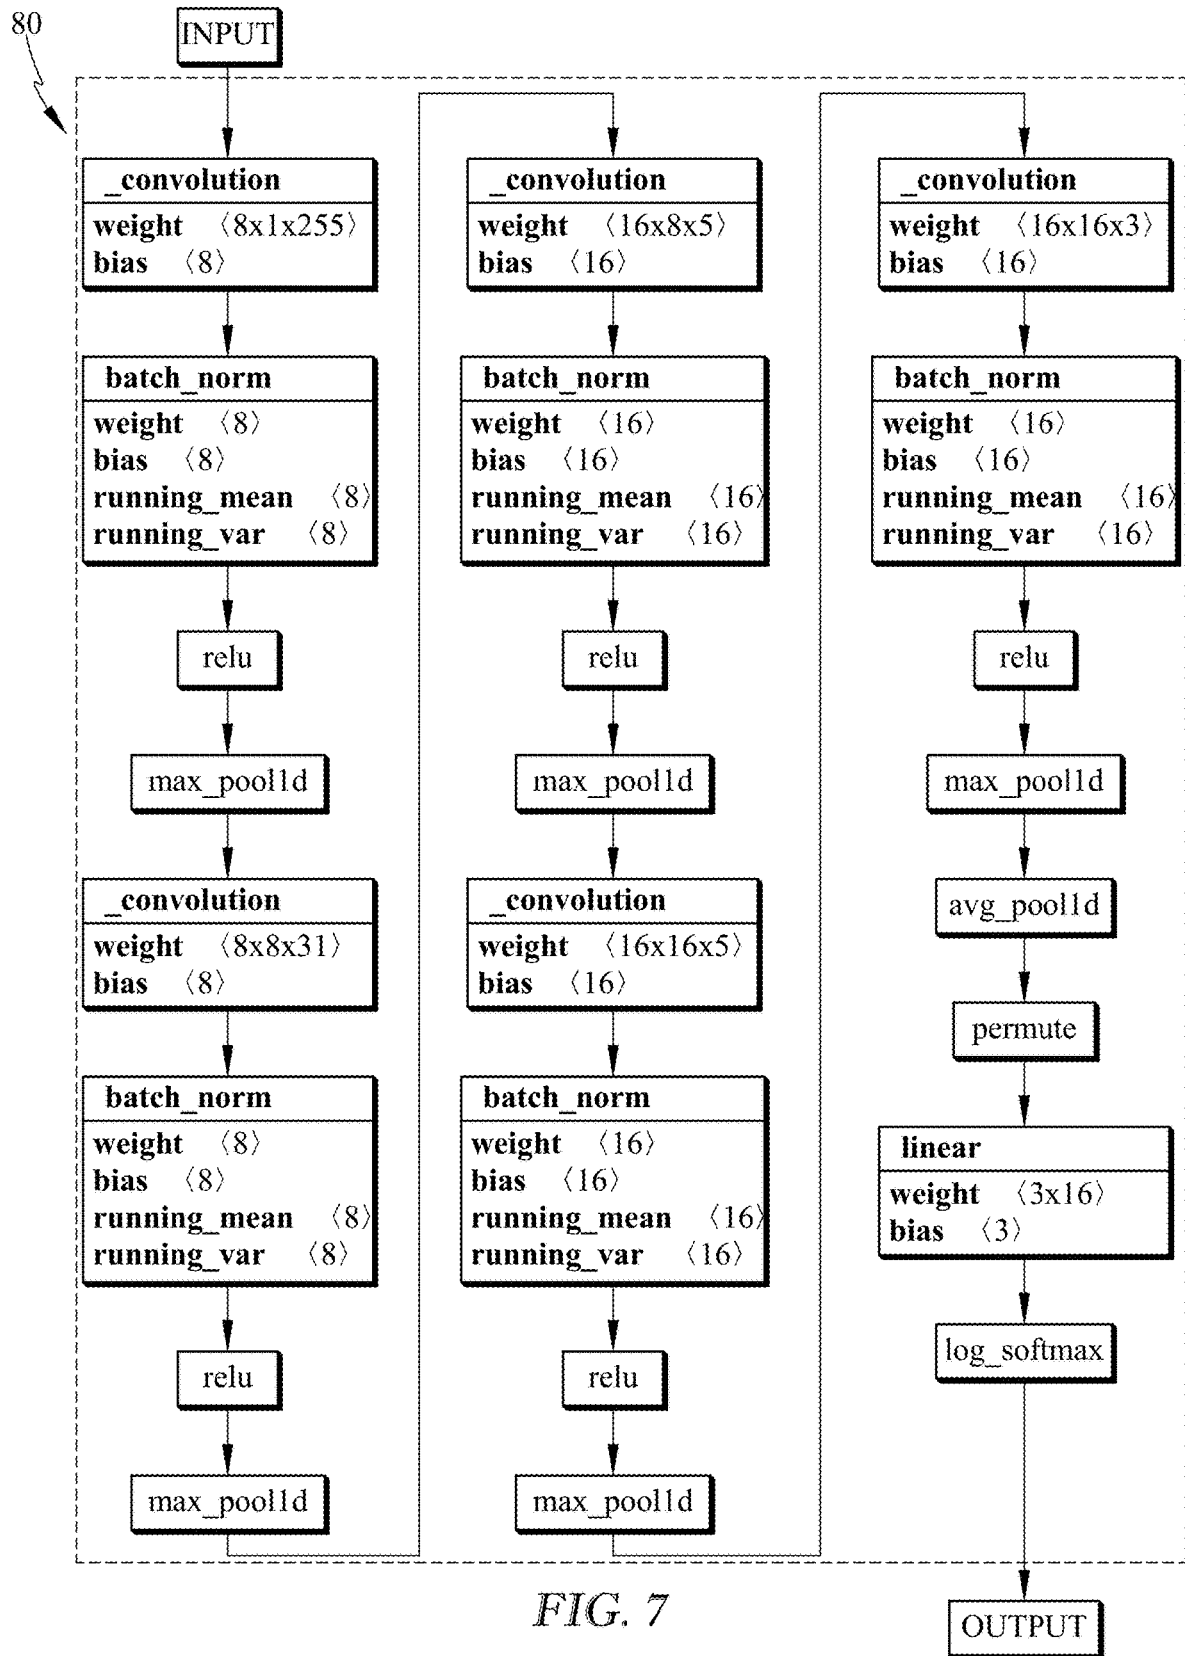 80
INPUT
_convolution
weight ⟨8x1x255⟩
bias ⟨8⟩
batch_norm
weight ⟨8⟩
bias ⟨8⟩
running_mean ⟨8⟩
running_var ⟨8⟩
relu
max_pool1d
_convolution
weight ⟨8x8x31⟩
bias ⟨8⟩
batch_norm
weight ⟨8⟩
bias ⟨8⟩
running_mean ⟨8⟩
running_var ⟨8⟩
relu
max_pool1d
_convolution
weight ⟨16x8x5⟩
bias ⟨16⟩
batch_norm
weight ⟨16⟩
bias ⟨16⟩
running_mean ⟨16⟩
running_var ⟨16⟩
relu
max_pool1d
_convolution
weight ⟨16x16x5⟩
bias ⟨16⟩
batch_norm
weight ⟨16⟩
bias ⟨16⟩
running_mean ⟨16⟩
running_var ⟨16⟩
relu
max_pool1d
_convolution
weight ⟨16x16x3⟩
bias ⟨16⟩
batch_norm
weight ⟨16⟩
bias ⟨16⟩
running_mean ⟨16⟩
running_var ⟨16⟩
relu
max_pool1d
avg_pool1d
permute
linear
weight ⟨3x16⟩
bias ⟨3⟩
log_softmax
OUTPUT
FIG. 7